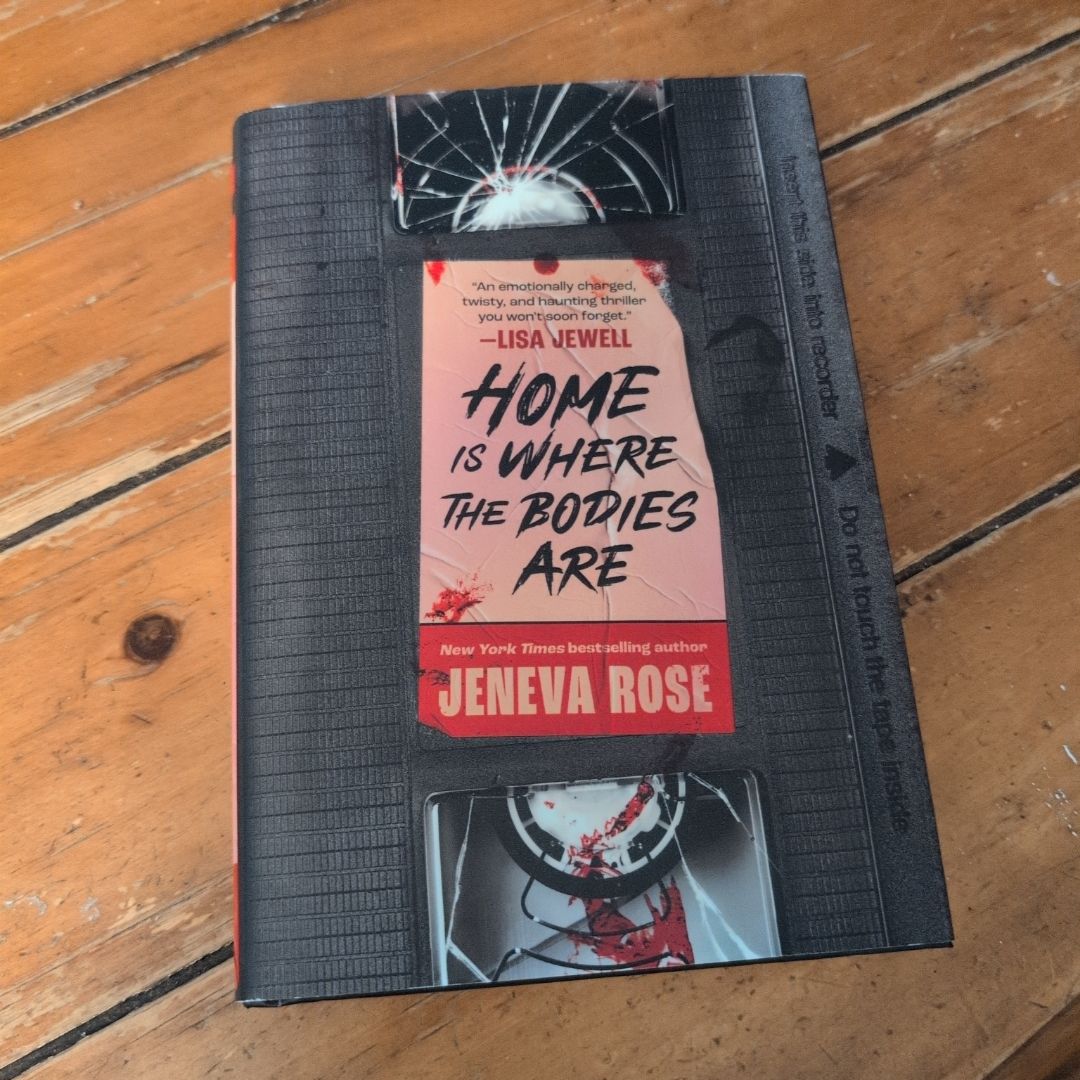 "An emotionally charged,
twisty, and haunting thriller
you won't soon forget."
—LISA JEWELL
HOME
IS WHERE
THE BODIES
ARE
New York Times bestselling author
JENEVA ROSE
Insert this side into recorder
Do not touch the tape inside